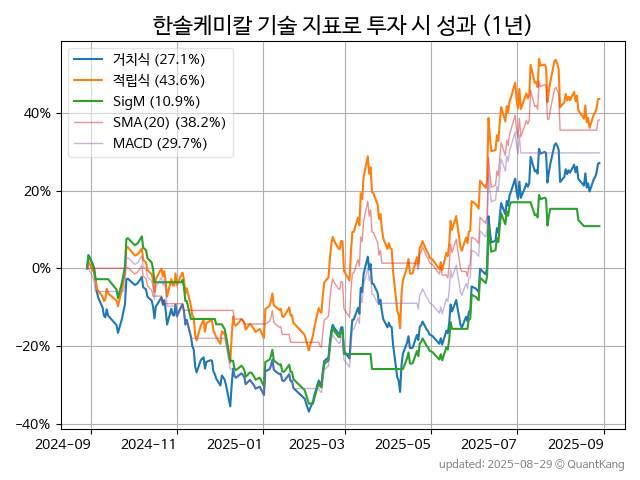 한솔케미칼 기술 지표로 투자 시 성과 (1년)
거치식 (27.1%)
적립식 (43.6%)
SigM (10.9%)
SMA(20) (38.2%)
MACD (29.7%)
40%
20%
0%
−20%
−40%
2024-09 2024-11 2025-01 2025-03 2025-05 2025-07 2025-09
updated: 2025-08-29 © QuantKang